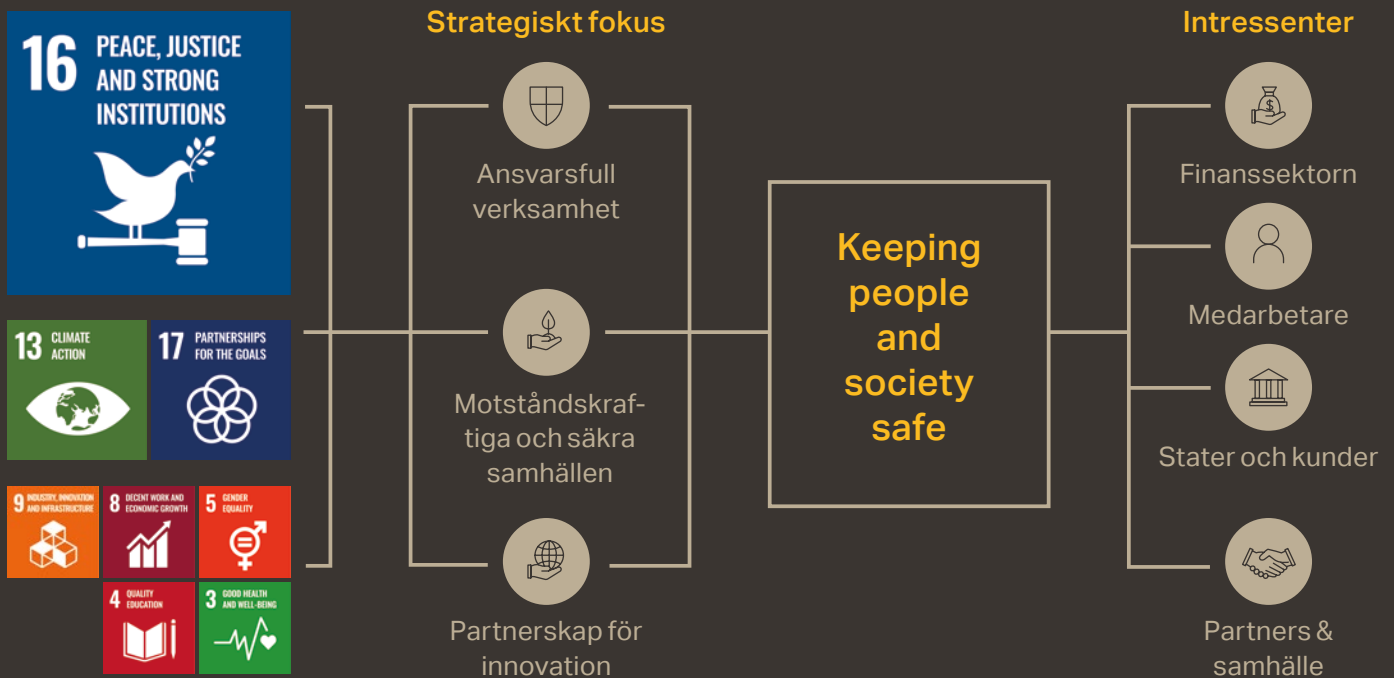 16 PEACE, JUSTICE
AND STRONG
INSTITUTIONS
13 CLIMATE
ACTION
17 PARTNERSHIPS
FOR THE GOALS
9 INDUSTRY, INNOVATION
AND INFRASTRUCTURE
8 DECENT WORK AND
ECONOMIC GROWTH
5 GENDER
EQUALITY
4 QUALITY
EDUCATION
3 GOOD HEALTH
AND WELL-BEING
Strategiskt fokus
Ansvarsfull
verksamhet
Motståndskraf-
tiga och säkra
samhällen
Partnerskap för
innovation
Keeping
people
and
society
safe
Intressenter
$
Finanssektorn
Medarbetare
Stater och kunder
Partners &
samhälle